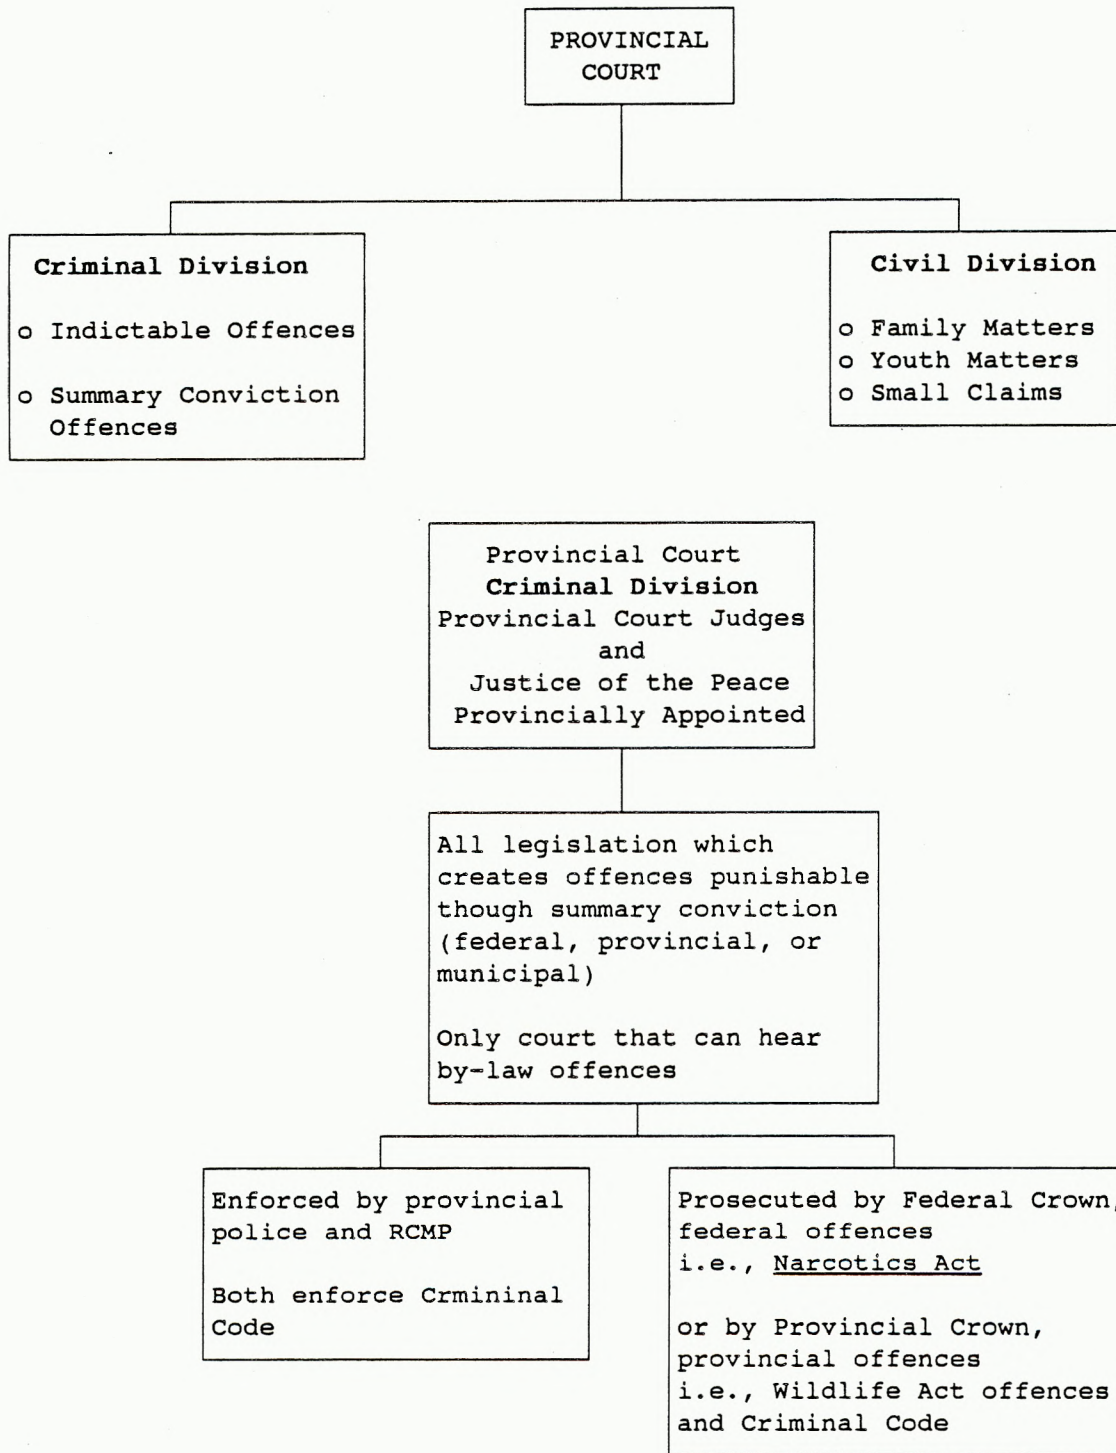 PROVINCIAL
COURT
Criminal Division
o Indictable Offences
o Summary Conviction
Offences
Civil Division
o Family Matters
o Youth Matters
o Small Claims
Provincial Court
Criminal Division
Provincial Court Judges
and
Justice of the Peace
Provincially Appointed
All legislation which
creates offences punishable
though summary conviction
(federal, provincial, or
municipal)
Only court that can hear
by-law offences
Enforced by provincial
police and RCMP
Both enforce Crmininal
Code
Prosecuted by Federal Crown,
federal offences
i.e., Narcotics Act
or by Provincial Crown,
provincial offences
i.e., Wildlife Act offences
and Criminal Code